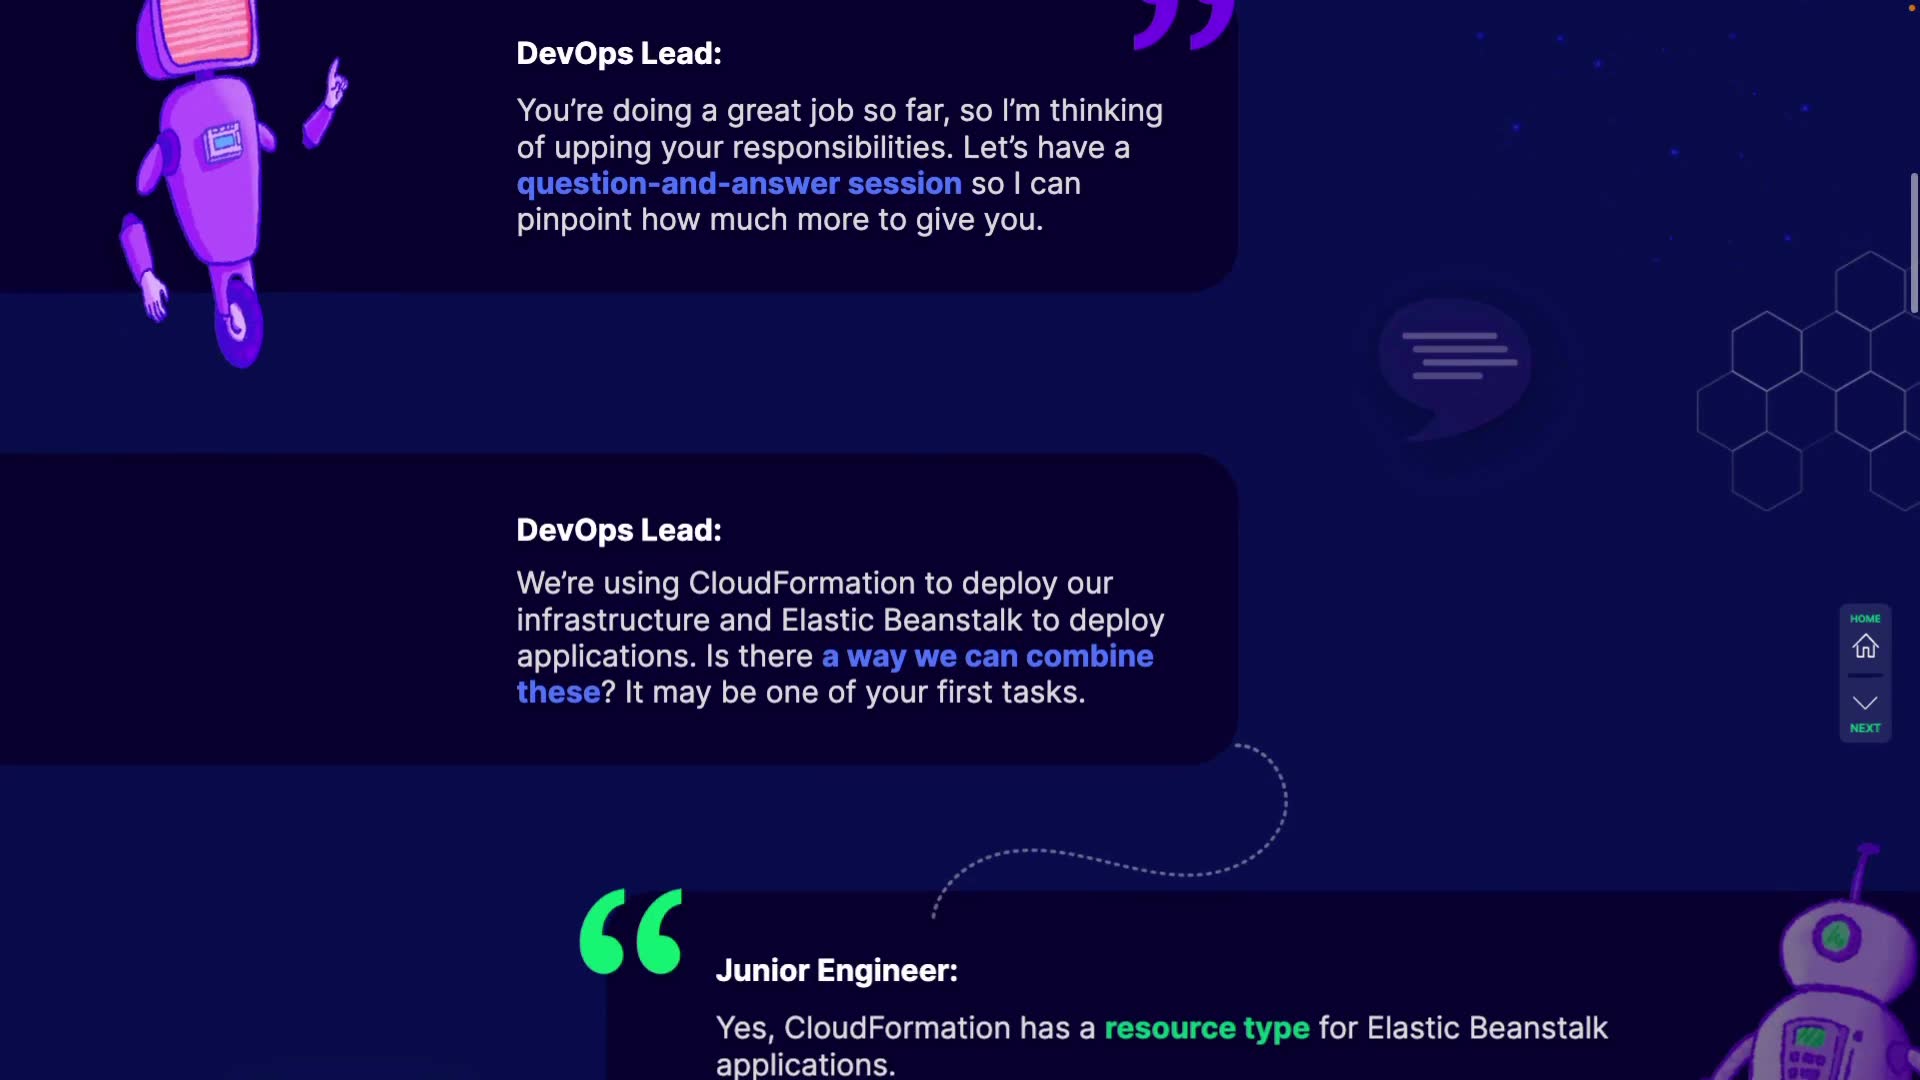 DevOps Lead:
You’re doing a great job so far, so I’m thinking
of upping your responsibilities. Let’s have a
question-and-answer session so I can
pinpoint how much more to give you.
DevOps Lead:
We’re using CloudFormation to deploy our
infrastructure and Elastic Beanstalk to deploy
applications. Is there a way we can combine
these? It may be one of your first tasks.
HOME
NEXT
“
Junior Engineer:
Yes, CloudFormation has a resource type for Elastic Beanstalk
applications.